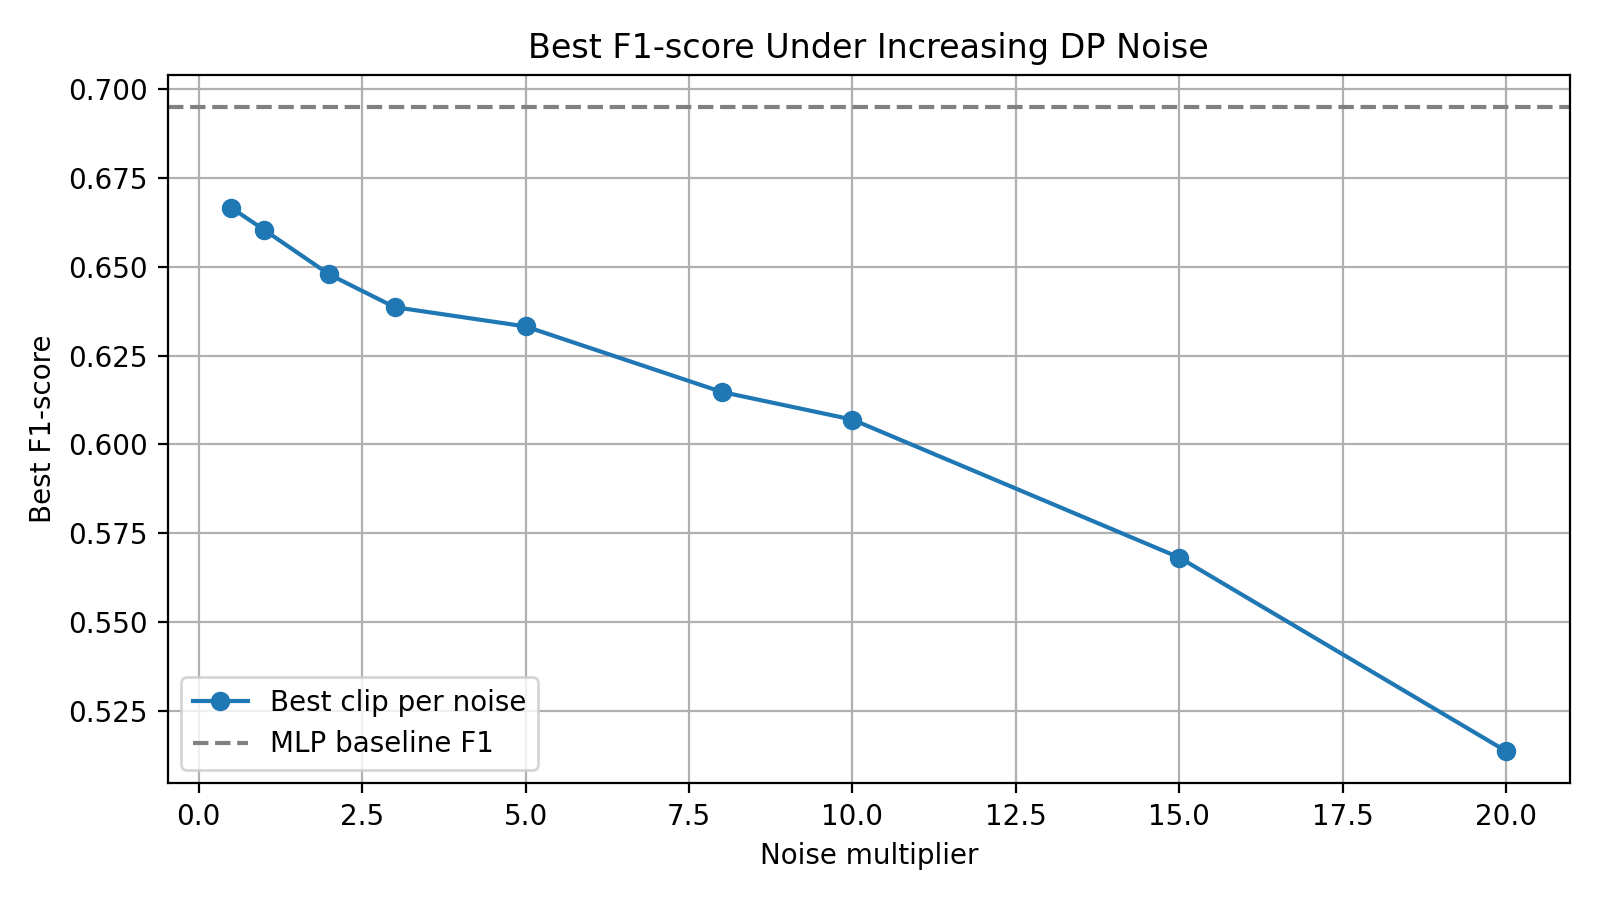 Best F1-score Under Increasing DP Noise
0.700
0.675
0.650
0.625
0.600
0.575
0.550
0.525
Best F1-score
Best clip per noise
MLP baseline F1
0.0 2.5 5.0 7.5 10.0 12.5 15.0 17.5 20.0
Noise multiplier